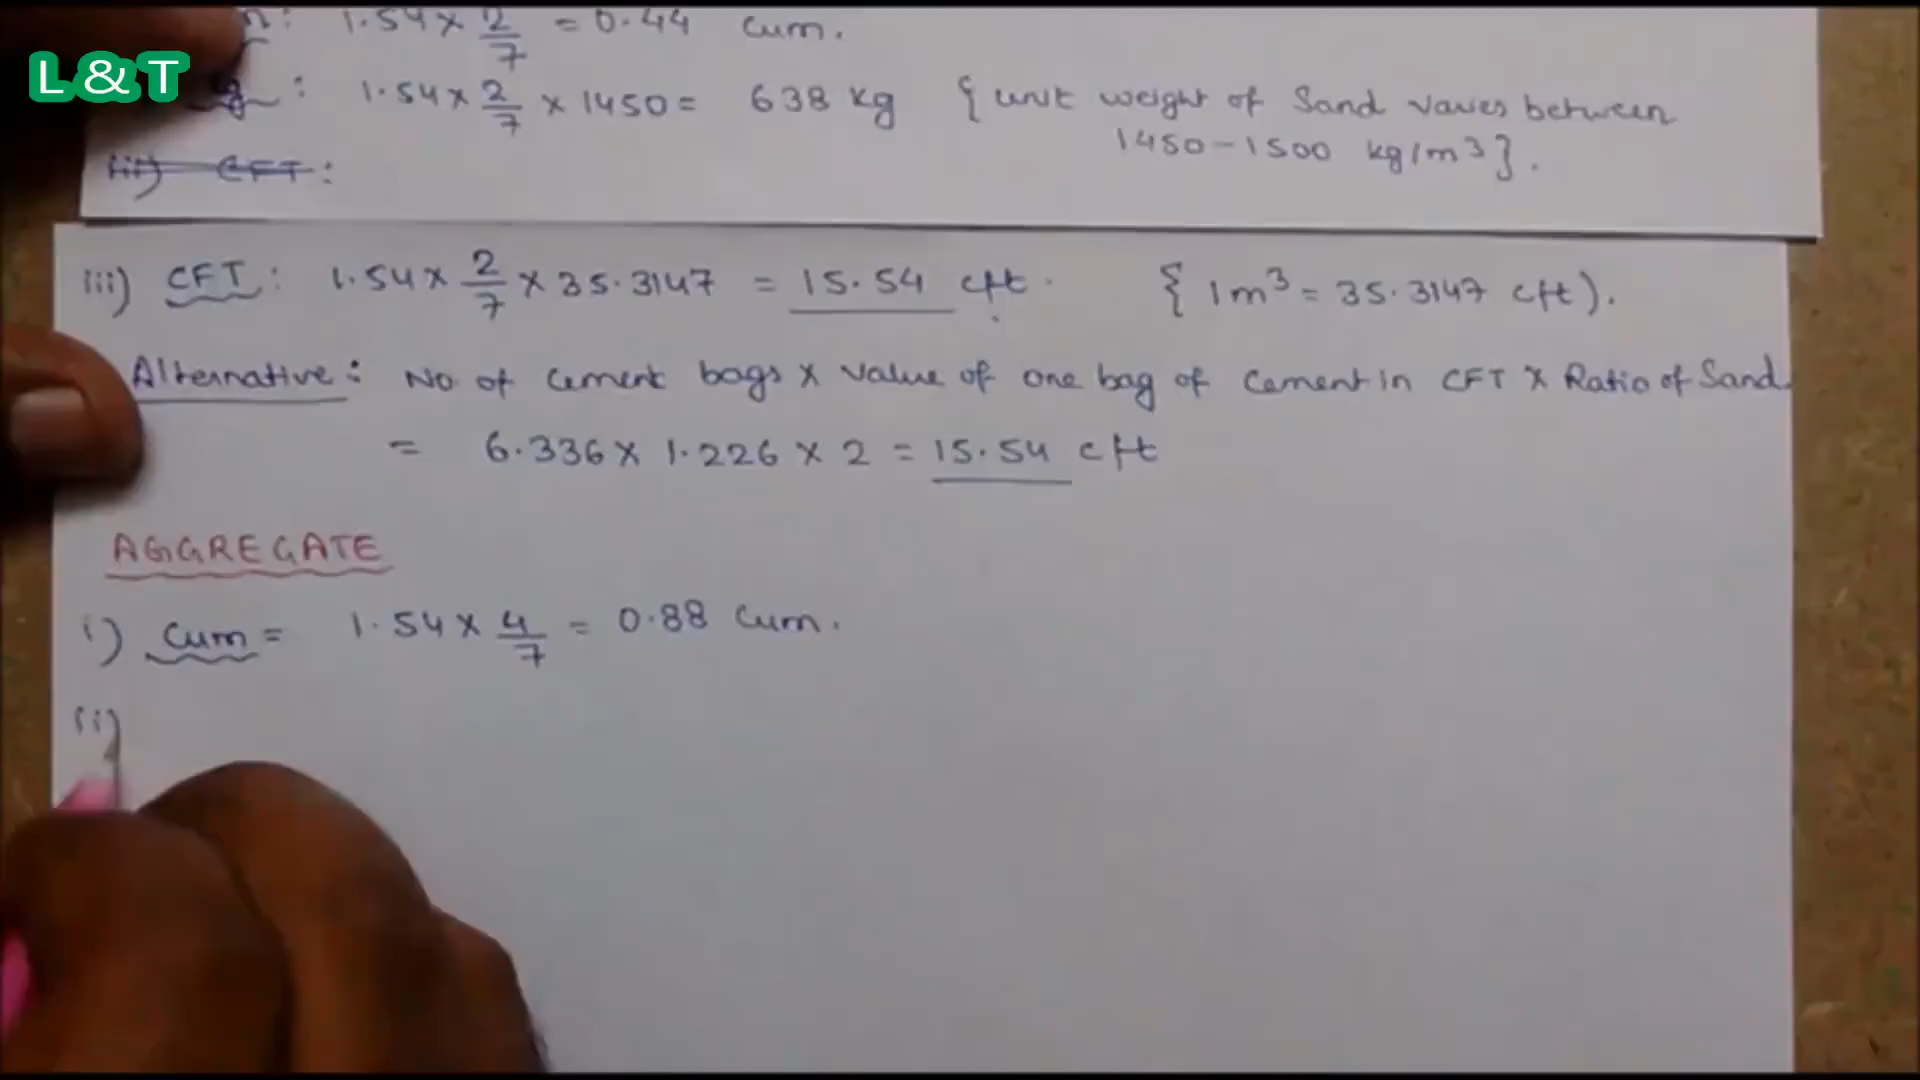 L&T
1.54 x 2/7 = 0.44 cum.
: 1.54 x 2/7 x 1450 = 638 kg { unit weight of Sand varies between
1450-1500 kg/m³}.
iii) CFT:
iii) CFT: 1.54 x 2/7 x 35.3147 = 15.54 cft. { 1m³ = 35.3147 cft).
Alternative: No of cement bags x value of one bag of cement in CFT x Ratio of Sand.
= 6.336 x 1.226 x 2 = 15.54 cft
AGGREGATE
i) Cum = 1.54 x 4/7 = 0.88 cum.
ii)